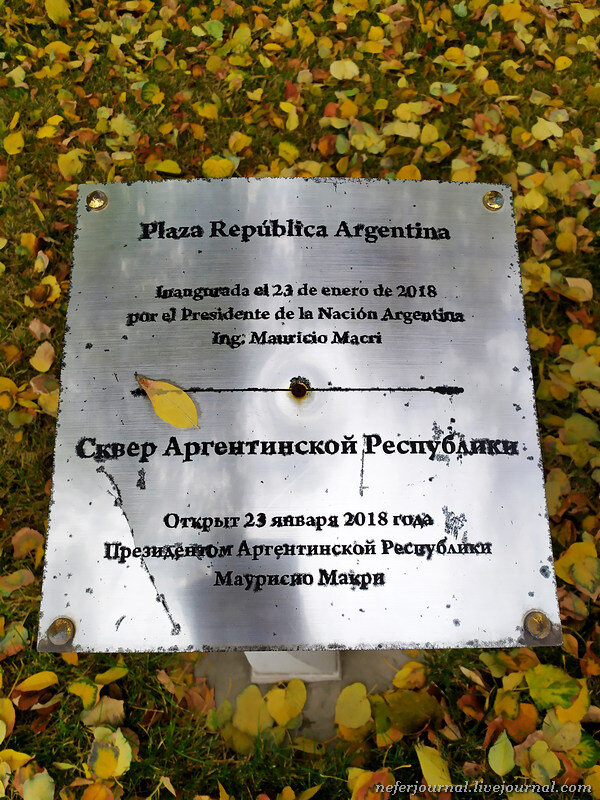 Plaza República Argentina
Inaugurada el 23 de enero de 2018
por el Presidente de la Nación Argentina
Ing. Mauricio Macri
Сквер Аргентинской Республики
Открыт 23 января 2018 года
Президентом Аргентинской Республики
Маурисио Макри
neferjournal.livejournal.com